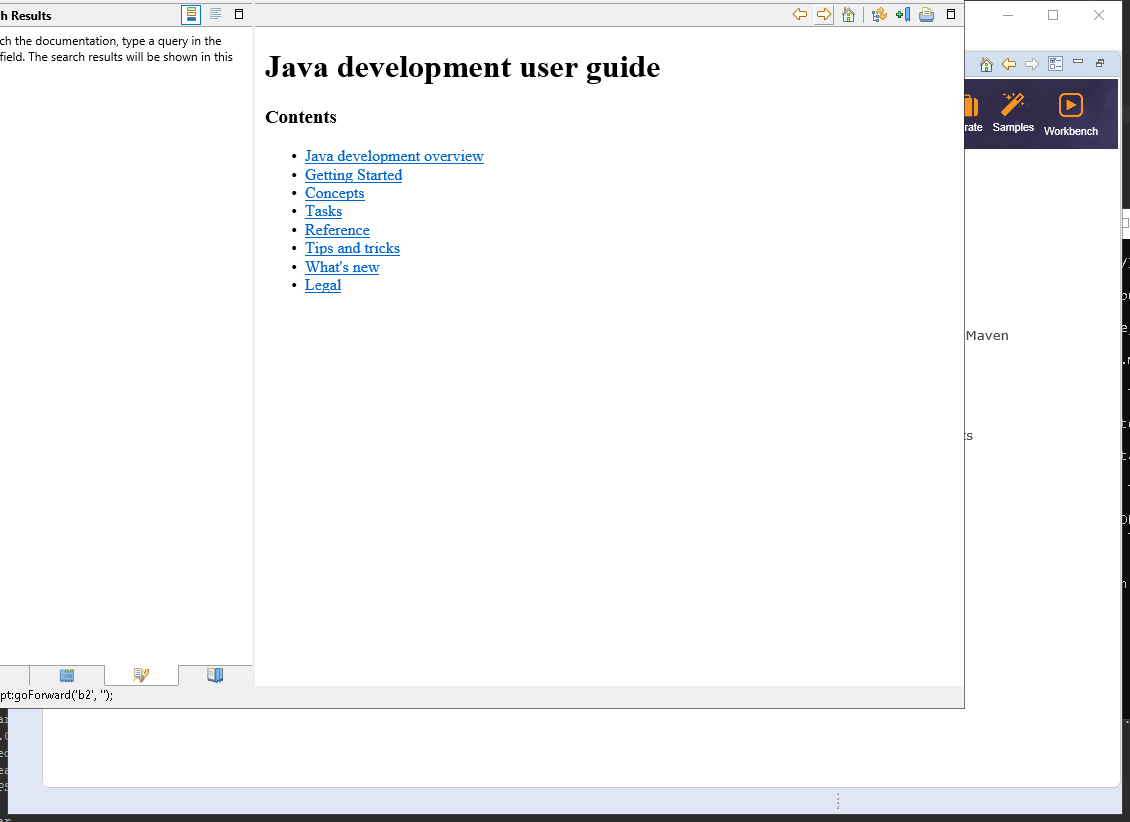 h Results
ch the documentation, type a query in the
field. The search results will be shown in this
Java development user guide
Contents
• Java development overview
• Getting Started
• Concepts
• Tasks
• Reference
• Tips and tricks
• What's new
• Legal
rate
Samples
Workbench
Maven
ts
pt:goForward('b2', '');